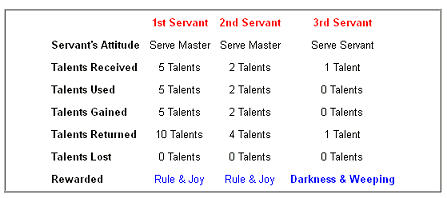 1st Servant 2nd Servant 3rd Servant
Servant's Attitude Serve Master Serve Master Serve Servant
Talents Received 5 Talents 2 Talents 1 Talent
Talents Used 5 Talents 2 Talents 0 Talents
Talents Gained 5 Talents 2 Talents 0 Talents
Talents Returned 10 Talents 4 Talents 1 Talent
Talents Lost 0 Talents 0 Talents 0 Talents
Rewarded Rule & Joy Rule & Joy Darkness & Weeping